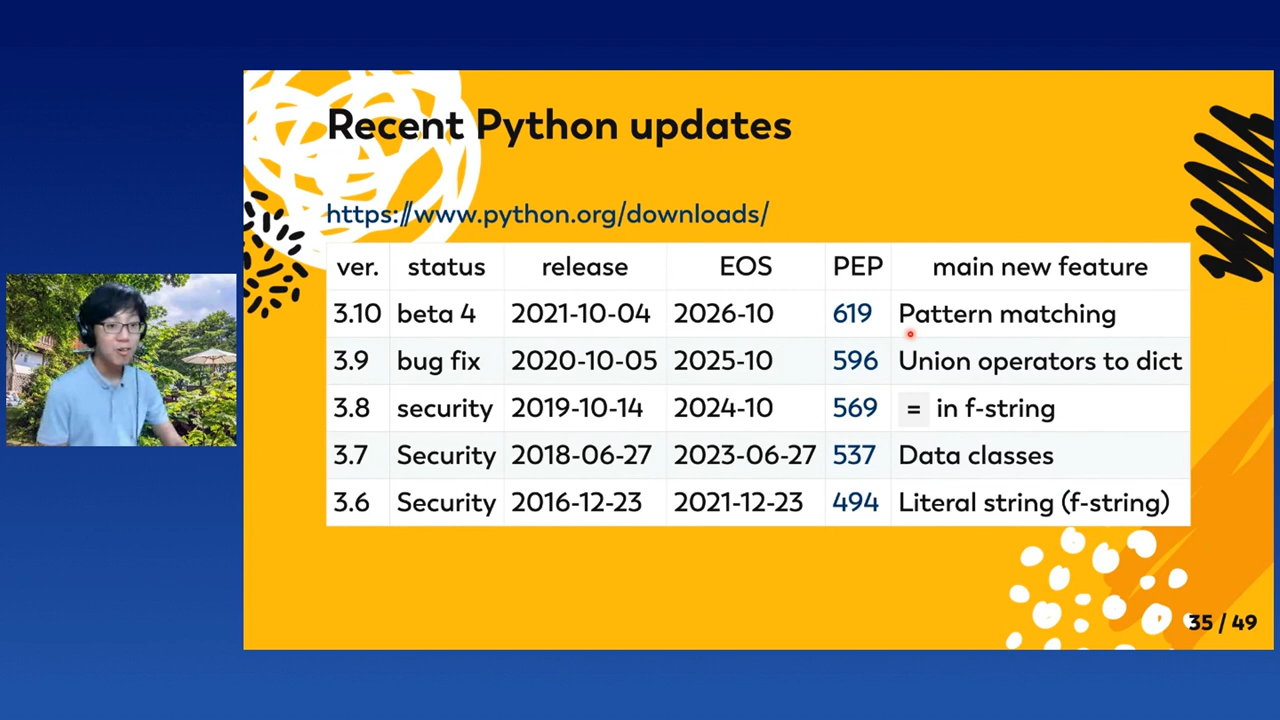 Recent Python updates
https://www.python.org/downloads/
ver. status release EOS PEP main new feature
3.10 beta 4 2021-10-04 2026-10 619 Pattern matching
3.9 bug fix 2020-10-05 2025-10 596 Union operators to dict
3.8 security 2019-10-14 2024-10 569 = in f-string
3.7 Security 2018-06-27 2023-06-27 537 Data classes
3.6 Security 2016-12-23 2021-12-23 494 Literal string (f-string)
35 / 49